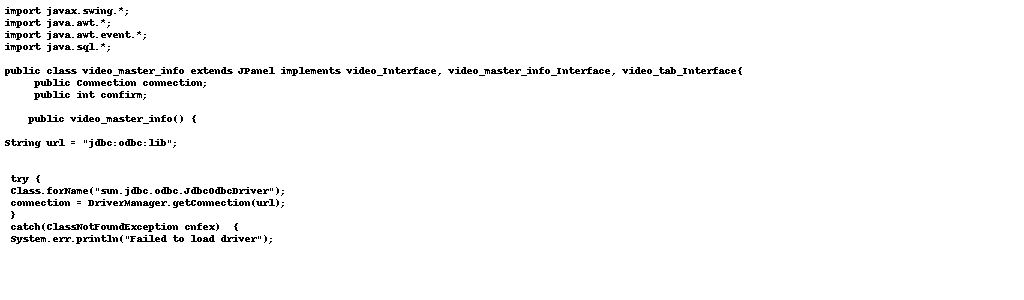 import javax.swing.*;
import java.awt.*;
import java.awt.event.*;
import java.sql.*;
public class video_master_info extends JPanel implements video_Interface, video_master_info_Interface, video_tab_Interface{
public Connection connection;
public int confirm;
public video_master_info() {
String url = "jdbc:odbc:lib";
try {
Class.forName("sun.jdbc.odbc.JdbcOdbcDriver");
connection = DriverManager.getConnection(url);
}
catch(ClassNotFoundException cnfex)  {
System.err.println("Failed to load driver");